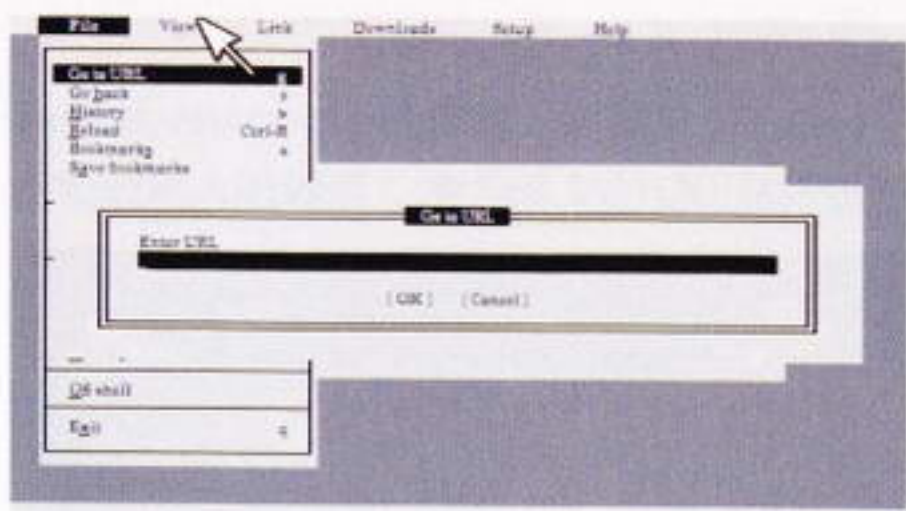 File View Link Downloads Setup Help
Go to URL g
Go back
History
Reload Ctrl-R
Bookmarks s
Save bookmarks
Go to URL
Enter URL
[ OK ] [ Cancel ]
OS shell
Exit q